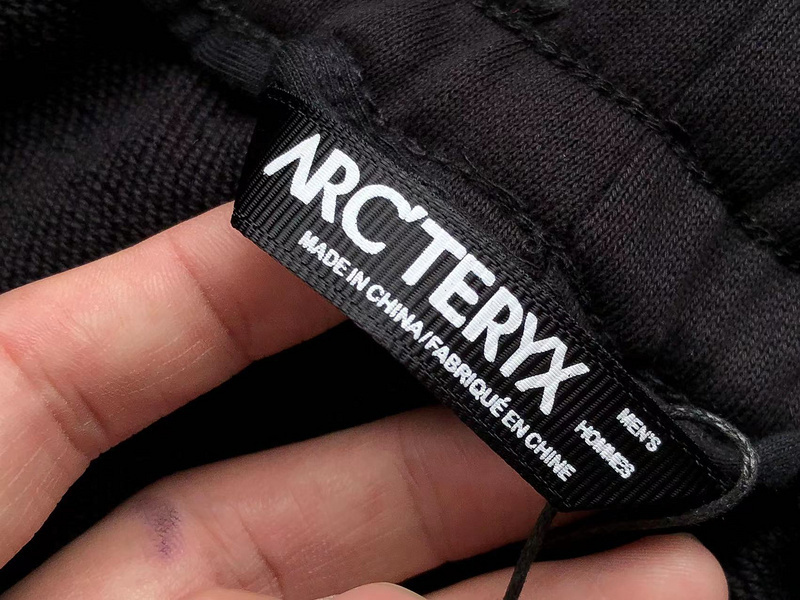 ARC'TERYX
MADE IN CHINA/FABRIQUÉ EN CHINE
MEN'S
HOMMES